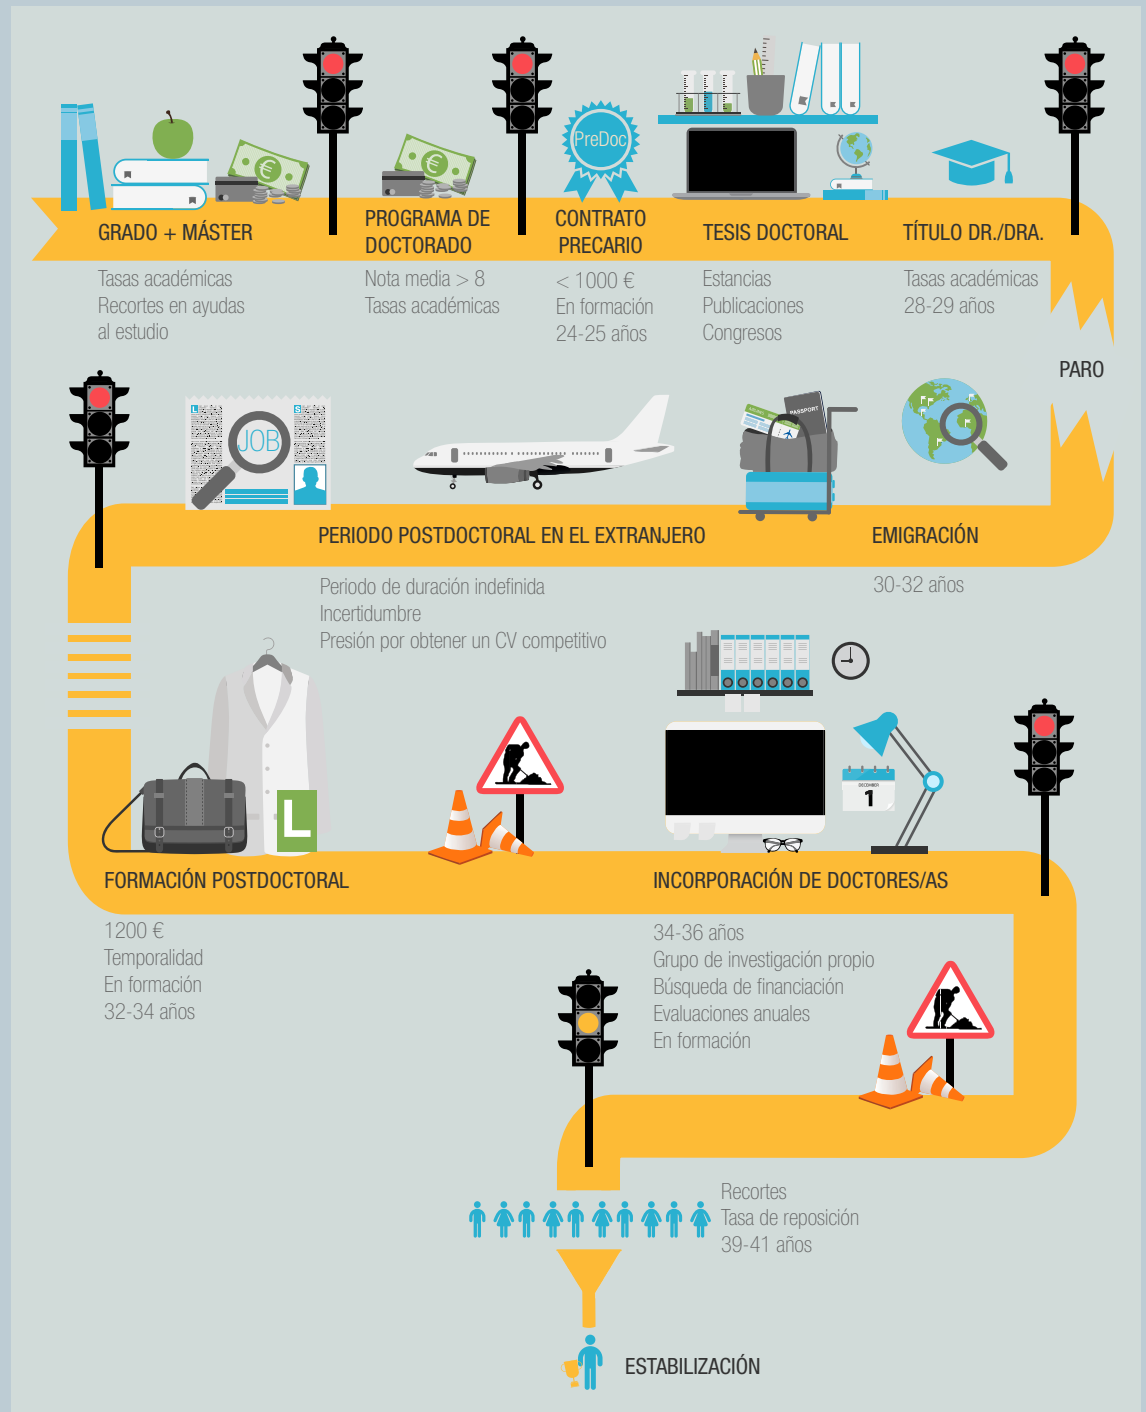 PreDoc
GRADO + MÁSTER
Tasas académicas
Recortes en ayudas
al estudio
PROGRAMA DE
DOCTORADO
Nota media > 8
Tasas académicas
CONTRATO
PRECARIO
< 1000 €
En formación
24-25 años
TESIS DOCTORAL
Estancias
Publicaciones
Congresos
TÍTULO DR./DRA.
Tasas académicas
28-29 años
PARO
L
S
JOB
PASSPORT
EMIGRACIÓN
30-32 años
PERIODO POSTDOCTORAL EN EL EXTRANJERO
Periodo de duración indefinida
Incertidumbre
Presión por obtener un CV competitivo
L
FORMACIÓN POSTDOCTORAL
1200 €
Temporalidad
En formación
32-34 años
DECEMBER
1
INCORPORACIÓN DE DOCTORES/AS
34-36 años
Grupo de investigación propio
Búsqueda de financiación
Evaluaciones anuales
En formación
Recortes
Tasa de reposición
39-41 años
ESTABILIZACIÓN